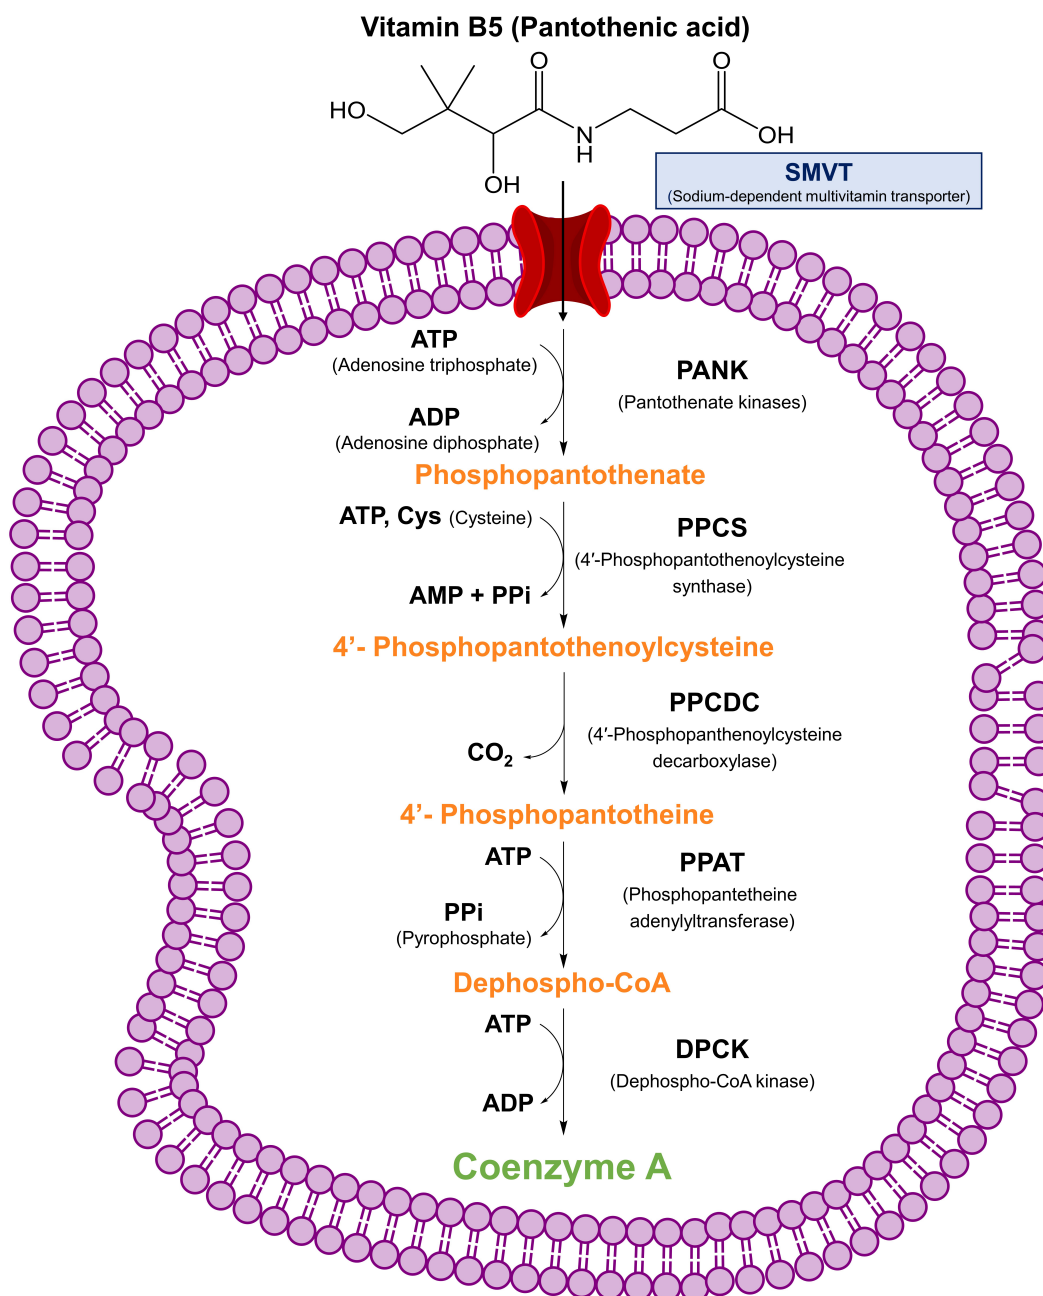 Vitamin B5 (Pantothenic acid)
O
O
HO
N
H
OH
OH
SMVT
(Sodium-dependent multivitamin transporter)
ATP
(Adenosine triphosphate)
PANK
(Pantothenate kinases)
ADP
(Adenosine diphosphate)
Phosphopantothenate
ATP, Cys (Cysteine)
PPCS
(4′-Phosphopantothenoylcysteine
synthase)
AMP + PPi
4’- Phosphopantothenoylcysteine
PPCDC
(4′-Phosphopanthenoylcysteine
decarboxylase)
CO₂
4’- Phosphopantotheine
ATP
PPAT
(Phosphopantetheine
adenylyltransferase)
PPi
(Pyrophosphate)
Dephospho-CoA
ATP
DPCK
(Dephospho-CoA kinase)
ADP
Coenzyme A